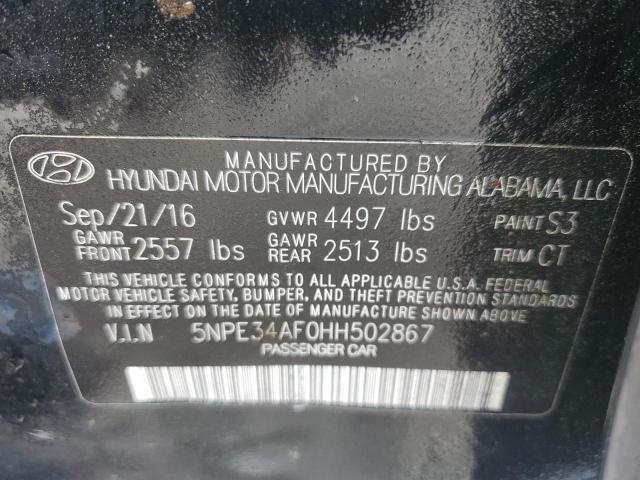 MANUFACTURED BY
HYUNDAI MOTOR MANUFACTURING ALABAMA, LLC
Sep/21/16 GVWR 4497 lbs PAINT S3
GAWR FRONT 2557 lbs GAWR REAR 2513 lbs TRIM CT
THIS VEHICLE CONFORMS TO ALL APPLICABLE U.S.A. FEDERAL
MOTOR VEHICLE SAFETY, BUMPER, AND THEFT PREVENTION
STANDARDS IN EFFECT ON THE DATE OF MANUFACTURE SHOWN ABOVE.
V.I.N 5NPE34AF0HH502867
PASSENGER CAR